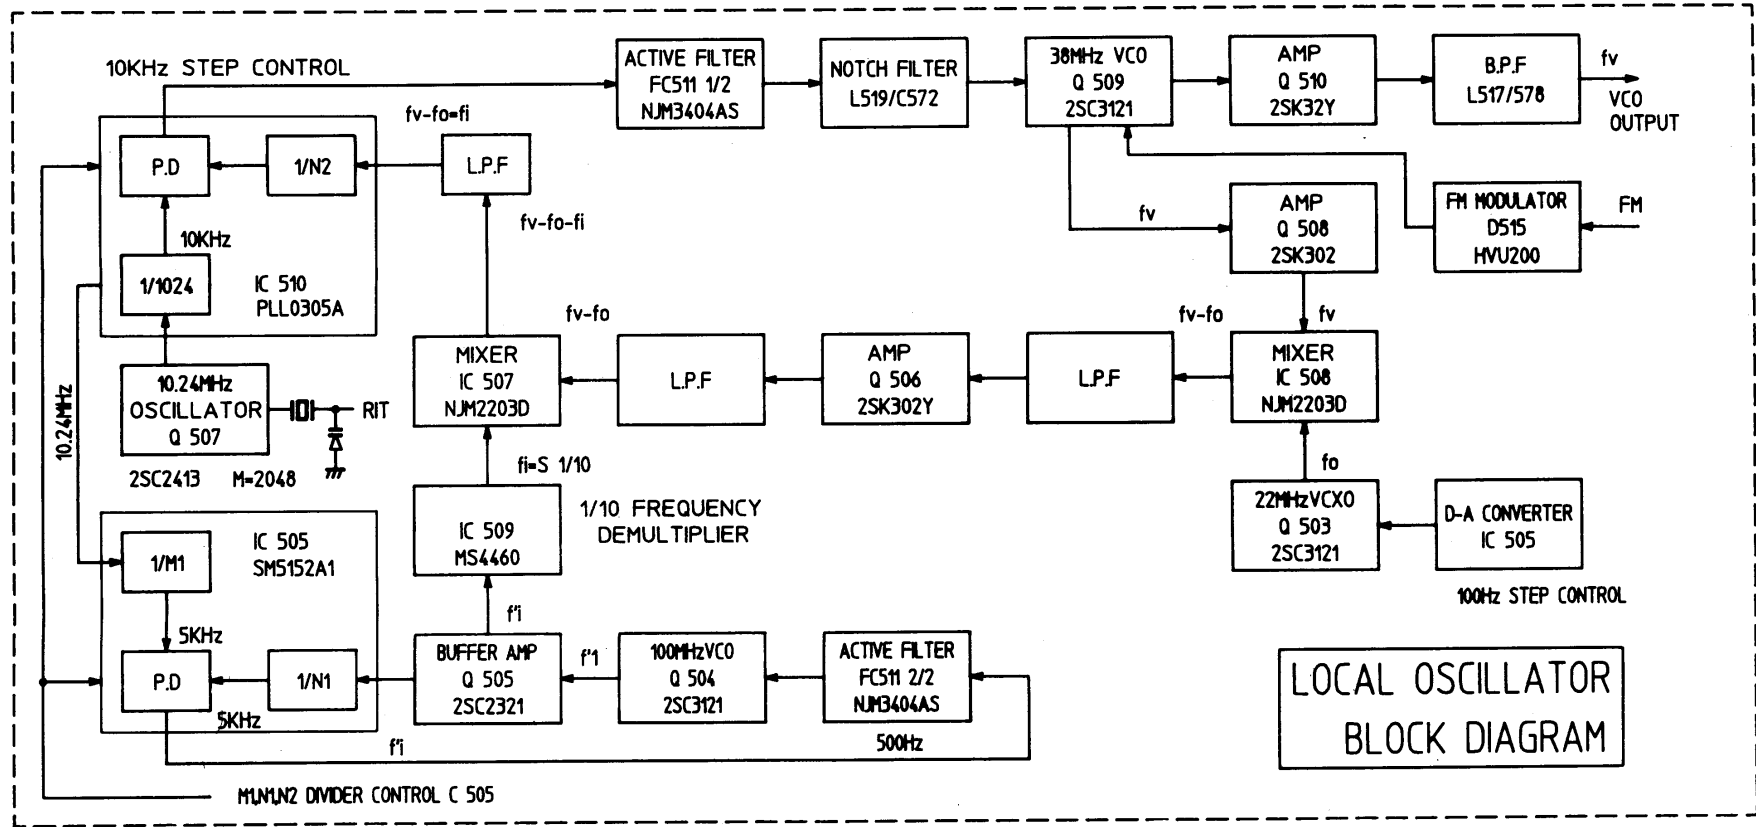 10KHz STEP CONTROL
ACTIVE FILTER
FC511 1/2
NJM3404AS
NOTCH FILTER
L519/C572
38MHz VCO
Q 509
2SC3121
AMP
Q 510
2SK32Y
B.P.F
L517/578
fv
VCO
OUTPUT
fv-fo=fi
P.D
1/N2
L.P.F
10KHz
1/1024
IC 510
PLL0305A
fv-fo-fi
fv
AMP
Q 508
2SK302
FM MODULATOR
D515
HVU200
FM
10.24MHz
10.24MHz
OSCILLATOR
Q 507
RIT
2SC2413
M=2048
MIXER
IC 507
NJM2203D
fv-fo
L.P.F
AMP
Q 506
2SK302Y
L.P.F
fv-fo
fv
MIXER
IC 508
NJM2203D
fi=S 1/10
fo
IC 509
MS4460
1/10 FREQUENCY
DEMULTIPLIER
22MHzVCXO
Q 503
2SC3121
D-A CONVERTER
IC 505
100Hz STEP CONTROL
1/M1
IC 505
SM5152A1
5KHz
P.D
1/N1
5KHz
f'i
BUFFER AMP
Q 505
2SC2321
f'1
100MHzVCO
Q 504
2SC3121
ACTIVE FILTER
FC511 2/2
NJM3404AS
f'i
500Hz
M1,N1,N2 DIVIDER CONTROL C 505
LOCAL OSCILLATOR
BLOCK DIAGRAM